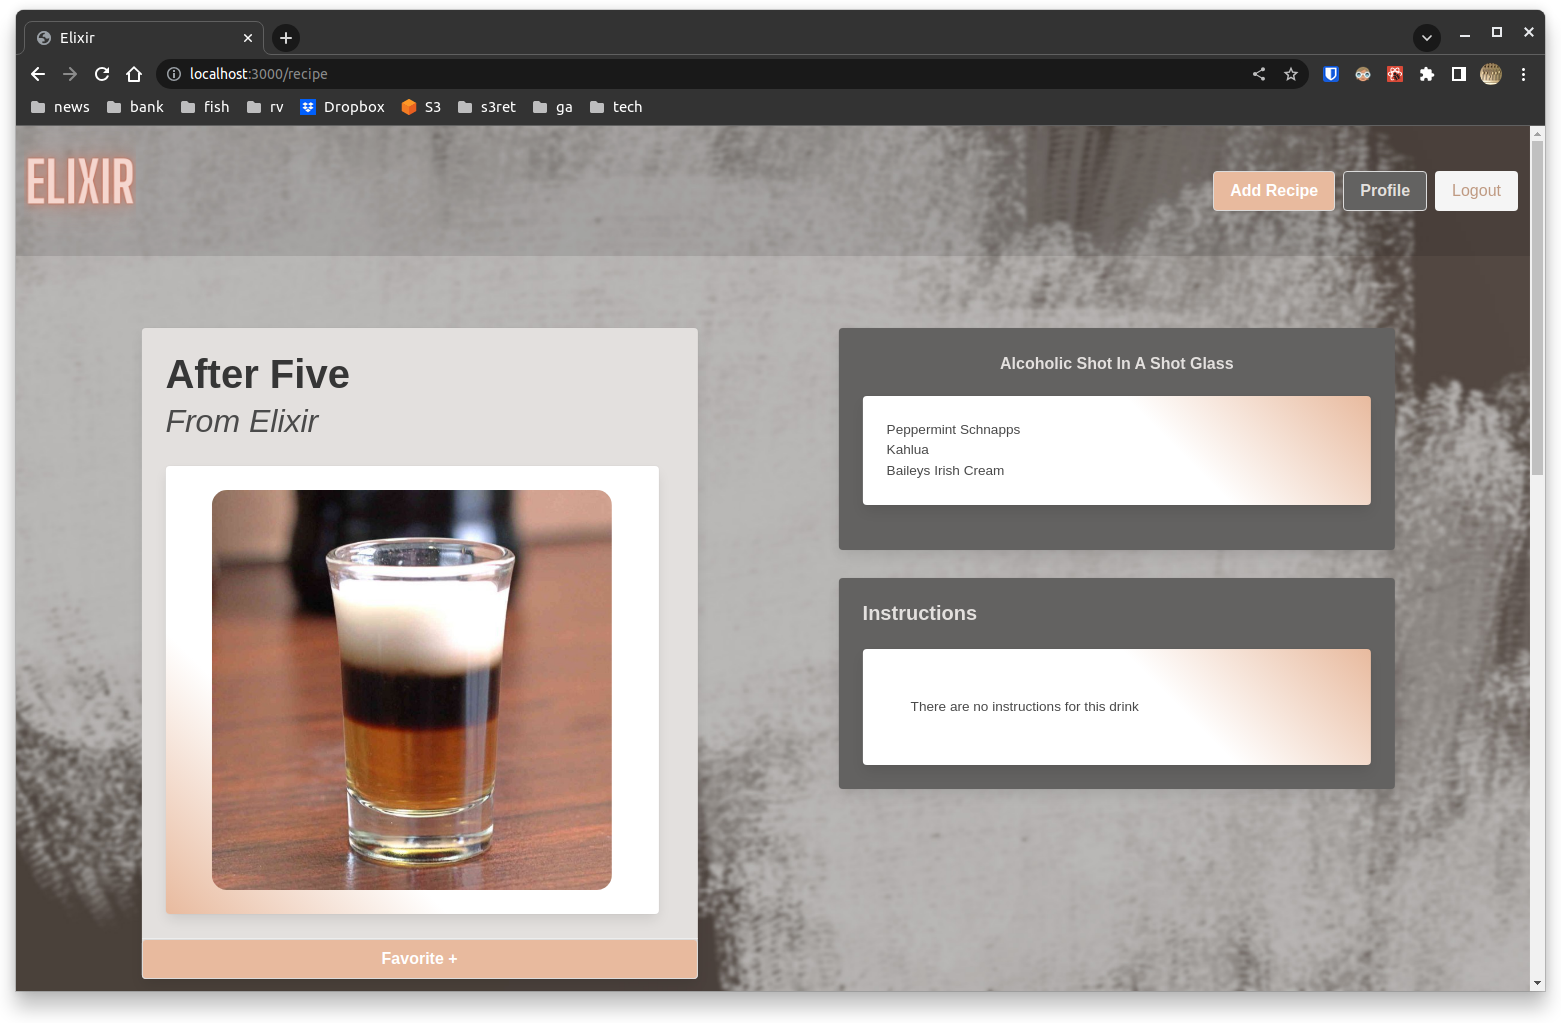 Elixir
localhost:3000/recipe
news bank fish rv Dropbox S3 s3ret ga tech
ELIXIR
Add Recipe Profile Logout
After Five
From Elixir
Favorite +
Alcoholic Shot In A Shot Glass
Peppermint Schnapps
Kahlua
Baileys Irish Cream
Instructions
There are no instructions for this drink